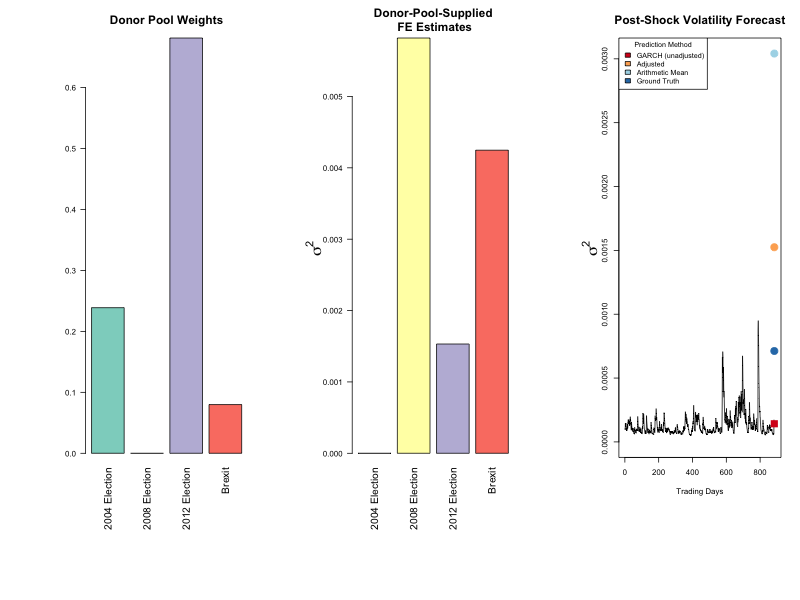 Donor Pool Weights
0.6
0.5
0.4
0.3
0.2
0.1
0.0
2004 Election
2008 Election
2012 Election
Brexit
Donor-Pool-Supplied
FE Estimates
σ2
0.005
0.004
0.003
0.002
0.001
0.000
2004 Election
2008 Election
2012 Election
Brexit
Post-Shock Volatility Forecast
σ2
0.0030
0.0025
0.0020
0.0015
0.0010
0.0005
0.0000
Prediction Method
GARCH (unadjusted)
Adjusted
Arithmetic Mean
Ground Truth
0 200 400 600 800
Trading Days